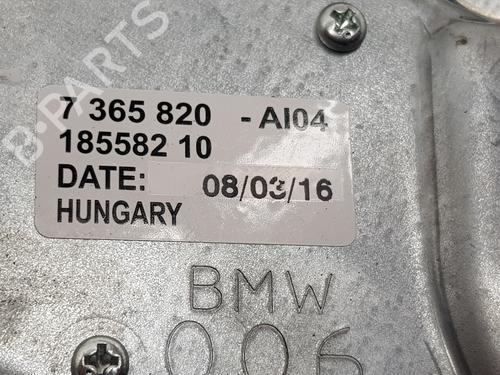 B-PARTS
7 365 820 - AI04
185582 10
DATE: 08/03/16
HUNGARY
BMW
006